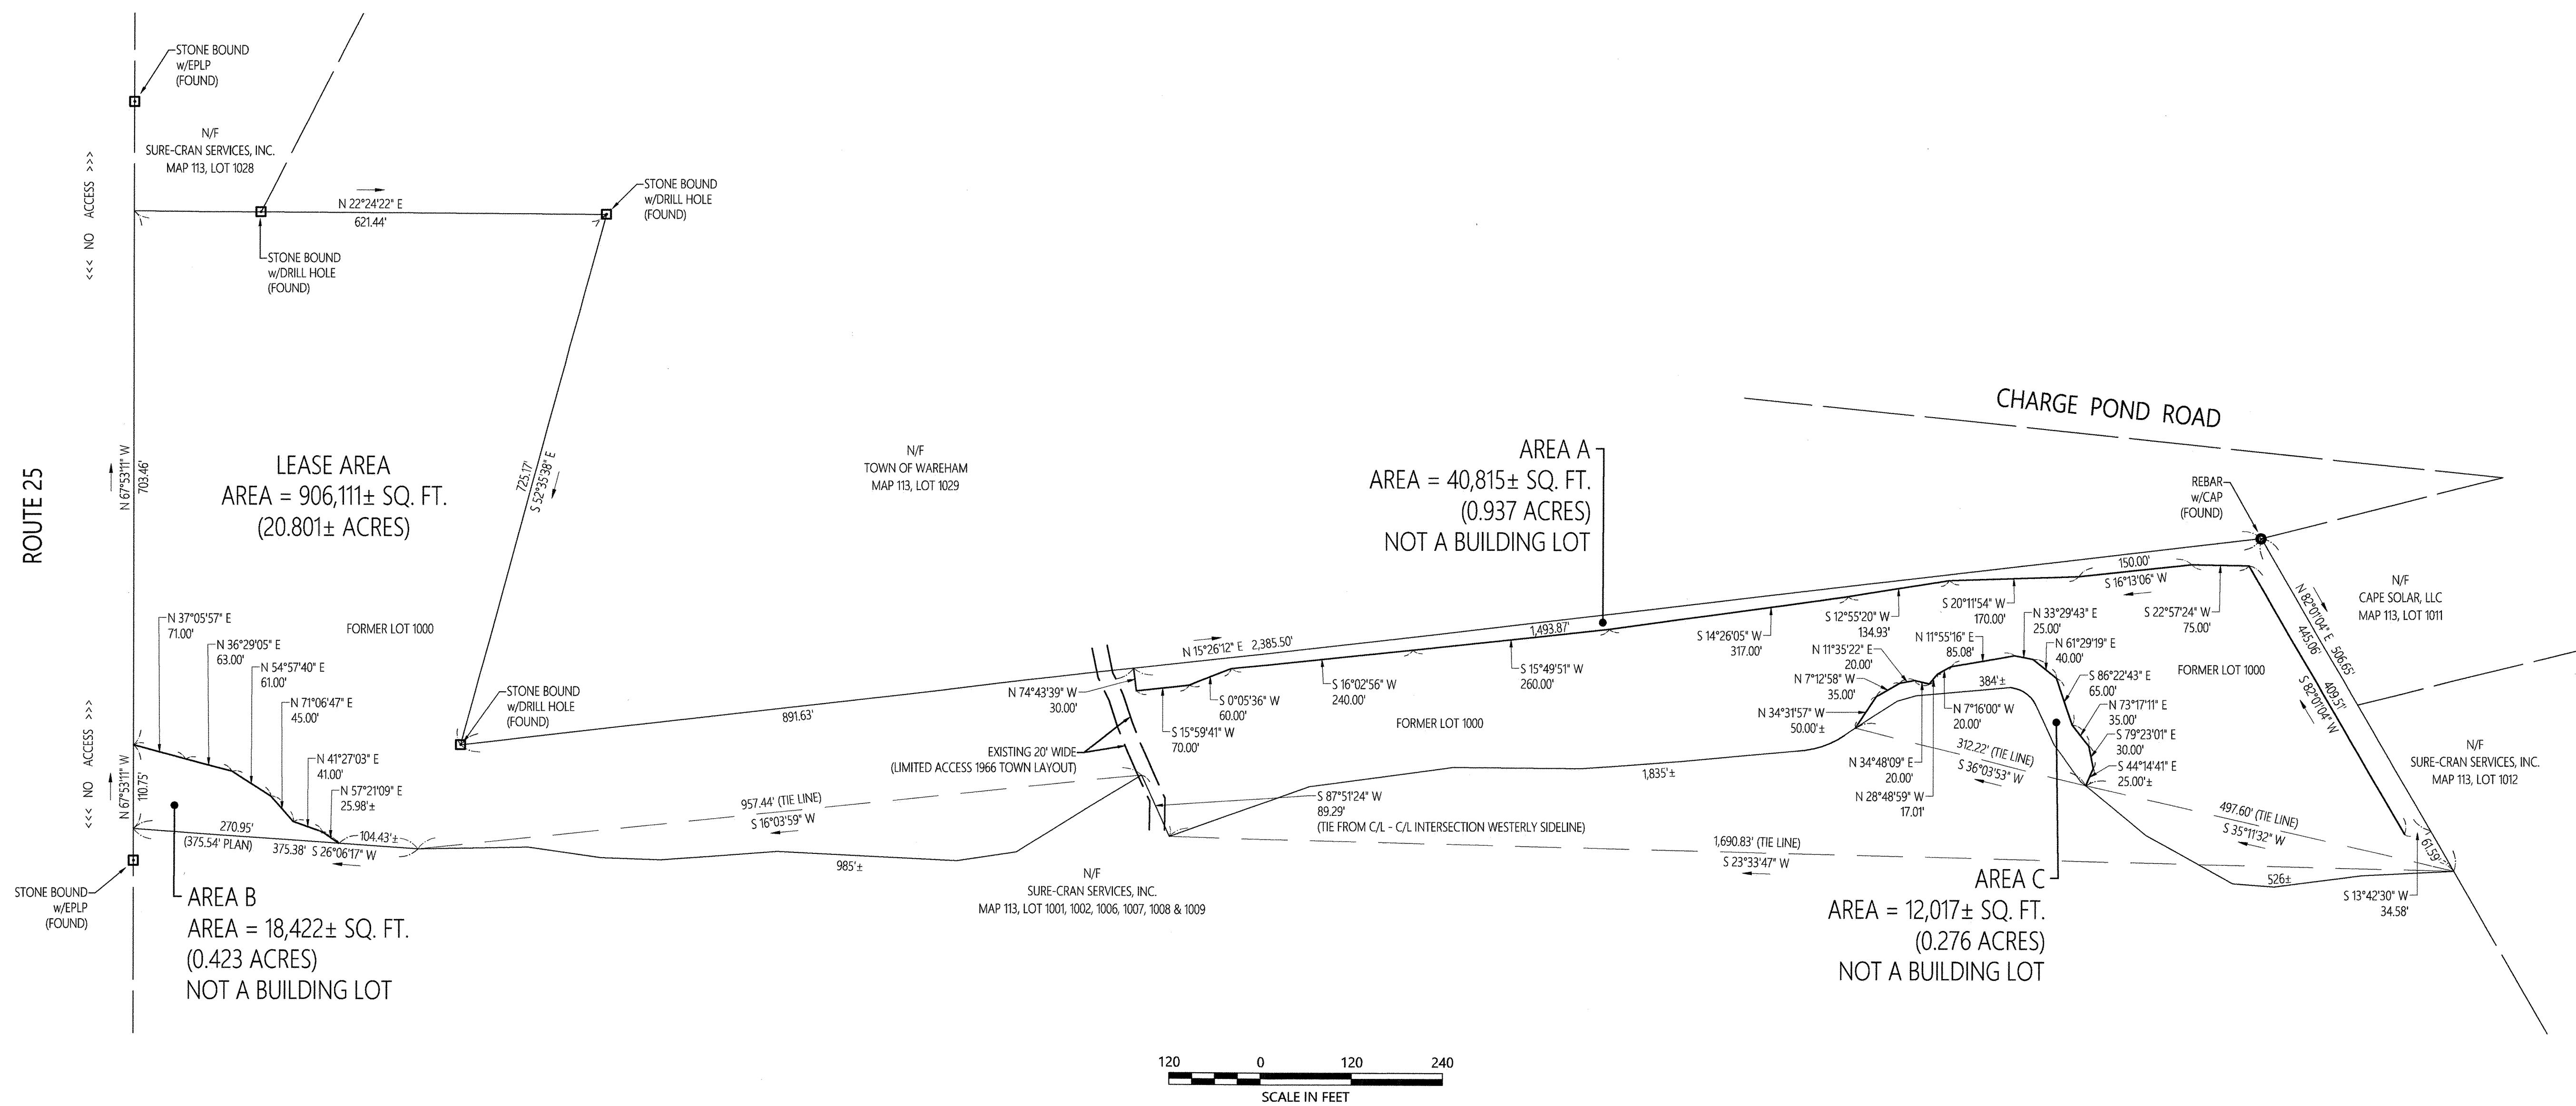 STONE BOUND
w/EPLP
(FOUND)
N/F
SURE-CRAN SERVICES, INC.
MAP 113, LOT 1028
<<< NO ACCESS >>>
N 22°24'22" E
621.44'
STONE BOUND
w/DRILL HOLE
(FOUND)
STONE BOUND
w/DRILL HOLE
(FOUND)
ROUTE 25
N 67°53'11" W
703.46'
LEASE AREA
AREA = 906,111± SQ. FT.
(20.801± ACRES)
725.17'
S 52°35'38" E
N/F
TOWN OF WAREHAM
MAP 113, LOT 1029
CHARGE POND ROAD
AREA A
AREA = 40,815± SQ. FT.
(0.937 ACRES)
NOT A BUILDING LOT
REBAR
w/CAP
(FOUND)
N/F
CAPE SOLAR, LLC
MAP 113, LOT 1011
N 37°05'57" E
71.00'
N 36°29'05" E
63.00'
N 54°57'40" E
61.00'
N 71°06'47" E
45.00'
N 41°27'03" E
41.00'
N 57°21'09" E
25.98'±
FORMER LOT 1000
STONE BOUND
w/DRILL HOLE
(FOUND)
891.63'
N 15°26'12" E 2,385.50'
1,493.87'
150.00'
N 74°43'39" W
30.00'
S 15°59'41" W
70.00'
S 0°05'36" W
60.00'
S 16°02'56" W
240.00'
S 15°49'51" W
260.00'
S 14°26'05" W
317.00'
S 12°55'20" W
134.93'
S 20°11'54" W
170.00'
S 16°13'06" W
S 22°57'24" W
75.00'
FORMER LOT 1000
EXISTING 20' WIDE
(LIMITED ACCESS 1966 TOWN LAYOUT)
N 34°31'57" W
50.00'±
N 7°12'58" W
35.00'
N 11°35'22" E
20.00'
N 11°55'16" E
85.08'
N 33°29'43" E
25.00'
N 61°29'19" E
40.00'
S 86°22'43" E
65.00'
N 73°17'11" E
35.00'
S 79°23'01" E
30.00'
S 44°14'41" E
25.00'±
N 34°48'09" E
20.00'
N 28°48'59" W
17.01'
N 7°16'00" W
20.00'
384'±
312.22' (TIE LINE)
S 36°03'53" W
FORMER LOT 1000
N 82°01'04" E 506.65'
445.06'
S 82°01'04" W
409.51'
61.59'
N/F
SURE-CRAN SERVICES, INC.
MAP 113, LOT 1012
<<< NO ACCESS >>>
N 67°53'11" W
110.75'
270.95'
(375.54' PLAN)
104.43'±
375.38' S 26°06'17" W
957.44' (TIE LINE)
S 16°03'59" W
985'±
S 87°51'24" W
89.29'
(TIE FROM C/L - C/L INTERSECTION WESTERLY SIDELINE)
1,835'±
1,690.83' (TIE LINE)
S 23°33'47" W
497.60' (TIE LINE)
S 35°11'32" W
526±
S 13°42'30" W
34.58'
STONE BOUND
w/EPLP
(FOUND)
AREA B
AREA = 18,422± SQ. FT.
(0.423 ACRES)
NOT A BUILDING LOT
N/F
SURE-CRAN SERVICES, INC.
MAP 113, LOT 1001, 1002, 1006, 1007, 1008 & 1009
AREA C
AREA = 12,017± SQ. FT.
(0.276 ACRES)
NOT A BUILDING LOT
120 0 120 240
SCALE IN FEET